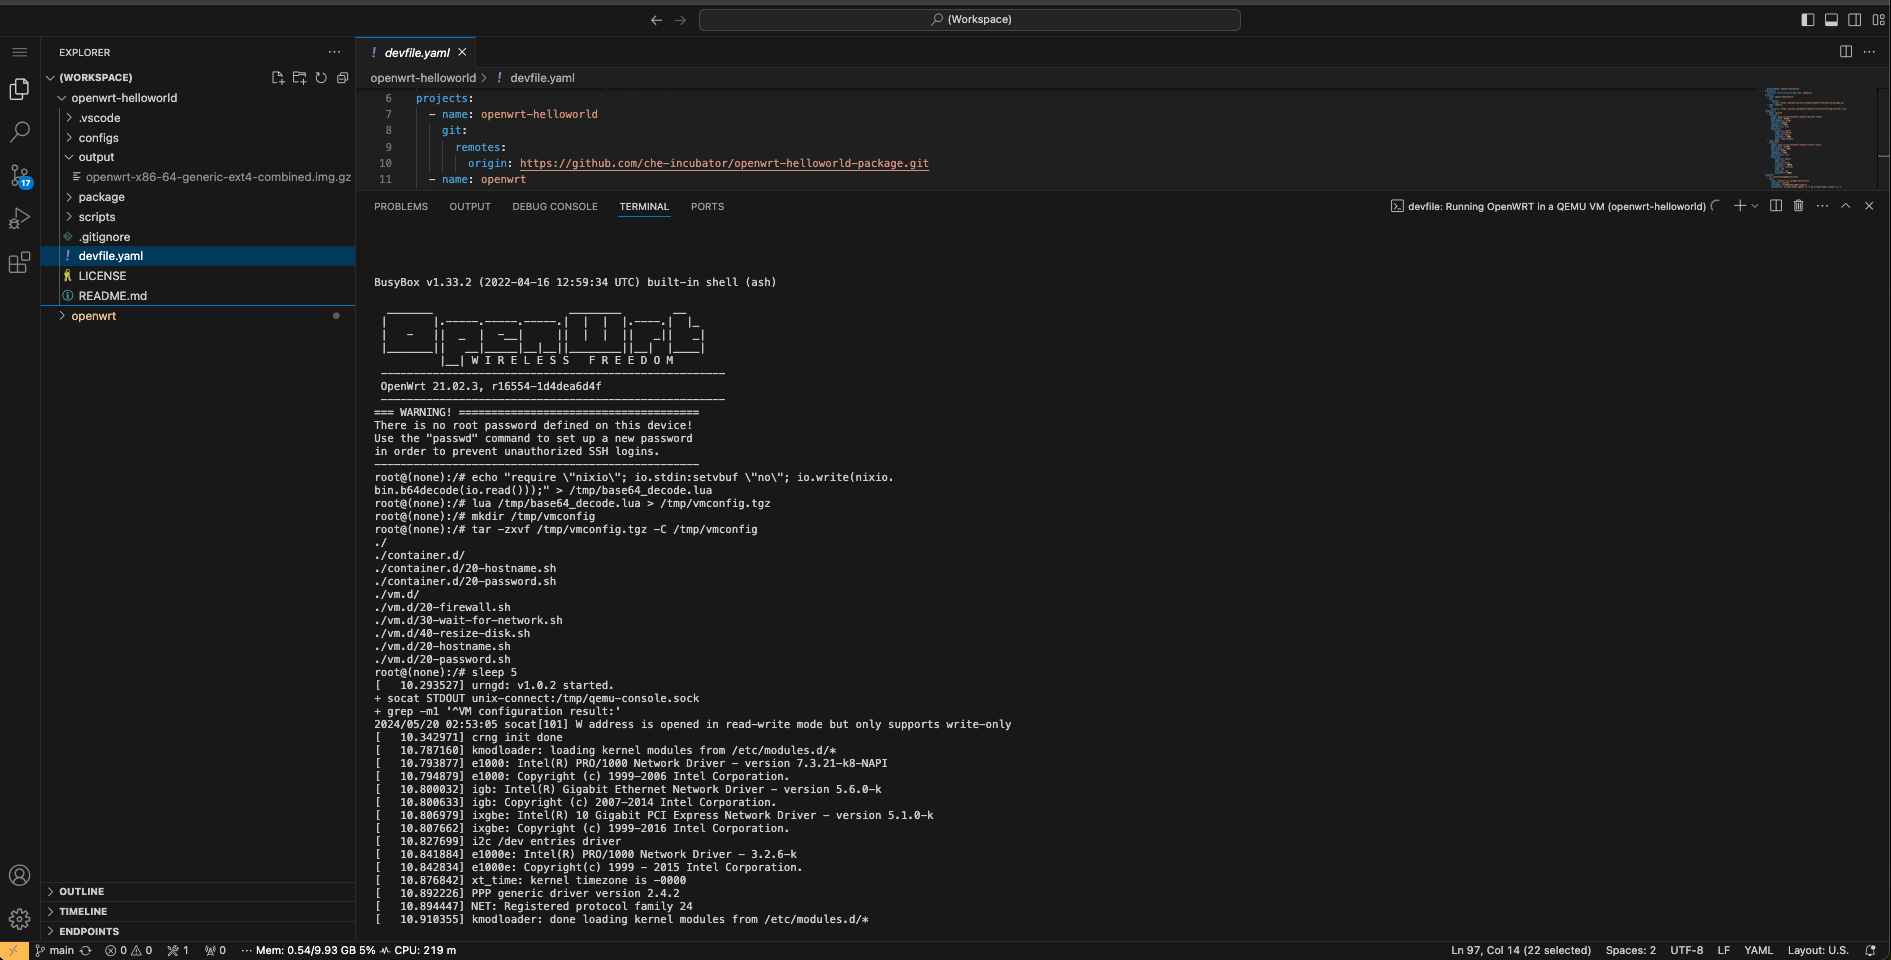 (Workspace)
EXPLORER
(WORKSPACE)
openwrt-helloworld
.vscode
configs
output
openwrt-x86-64-generic-ext4-combined.img.gz
package
scripts
.gitignore
devfile.yaml
LICENSE
README.md
openwrt
17
OUTLINE
TIMELINE
ENDPOINTS
! devfile.yaml
openwrt-helloworld > ! devfile.yaml
6 projects:
7 - name: openwrt-helloworld
8 git:
9 remotes:
10 origin: https://github.com/che-incubator/openwrt-helloworld-package.git
11 - name: openwrt
PROBLEMS OUTPUT DEBUG CONSOLE TERMINAL PORTS
devfile: Running OpenWRT in a QEMU VM (openwrt-helloworld)
BusyBox v1.33.2 (2022-04-16 12:59:34 UTC) built-in shell (ash)
OpenWrt
W I R E L E S S F R E E D O M
-----------------------------------------------------
OpenWrt 21.02.3, r16554-1d4dea6d4f
-----------------------------------------------------
=== WARNING! =====================================
There is no root password defined on this device!
Use the "passwd" command to set up a new password
in order to prevent unauthorized SSH logins.
--------------------------------------------------
root@(none):/# echo "require \"nixio\"; io.stdin:setvbuf \"no\"; io.write(nixio.
bin.b64decode(io.read()));" > /tmp/base64_decode.lua
root@(none):/# lua /tmp/base64_decode.lua > /tmp/vmconfig.tgz
root@(none):/# mkdir /tmp/vmconfig
root@(none):/# tar -zxvf /tmp/vmconfig.tgz -C /tmp/vmconfig
./
./container.d/
./container.d/20-hostname.sh
./container.d/20-password.sh
./vm.d/
./vm.d/20-firewall.sh
./vm.d/30-wait-for-network.sh
./vm.d/40-resize-disk.sh
./vm.d/20-hostname.sh
./vm.d/20-password.sh
root@(none):/# sleep 5
[   10.293527] urngd: v1.0.2 started.
+ socat STDOUT unix-connect:/tmp/qemu-console.sock
+ grep -m1 '^VM configuration result:'
2024/05/20 02:53:05 socat[101] W address is opened in read-write mode but only supports write-only
[   10.342971] crng init done
[   10.787160] kmodloader: loading kernel modules from /etc/modules.d/*
[   10.793877] e1000: Intel(R) PRO/1000 Network Driver - version 7.3.21-k8-NAPI
[   10.794879] e1000: Copyright (c) 1999-2006 Intel Corporation.
[   10.800032] igb: Intel(R) Gigabit Ethernet Network Driver - version 5.6.0-k
[   10.800633] igb: Copyright (c) 2007-2014 Intel Corporation.
[   10.806979] ixgbe: Intel(R) 10 Gigabit PCI Express Network Driver - version 5.1.0-k
[   10.807662] ixgbe: Copyright (c) 1999-2016 Intel Corporation.
[   10.827699] i2c /dev entries driver
[   10.841884] e1000e: Intel(R) PRO/1000 Network Driver - 3.2.6-k
[   10.842834] e1000e: Copyright(c) 1999 - 2015 Intel Corporation.
[   10.876842] xt_time: kernel timezone is -0000
[   10.892226] PPP generic driver version 2.4.2
[   10.894447] NET: Registered protocol family 24
[   10.910355] kmodloader: done loading kernel modules from /etc/modules.d/*
main 0 0 1 0 ··· Mem: 0.54/9.93 GB 5% CPU: 219 m
Ln 97, Col 14 (22 selected) Spaces: 2 UTF-8 LF YAML Layout: U.S.